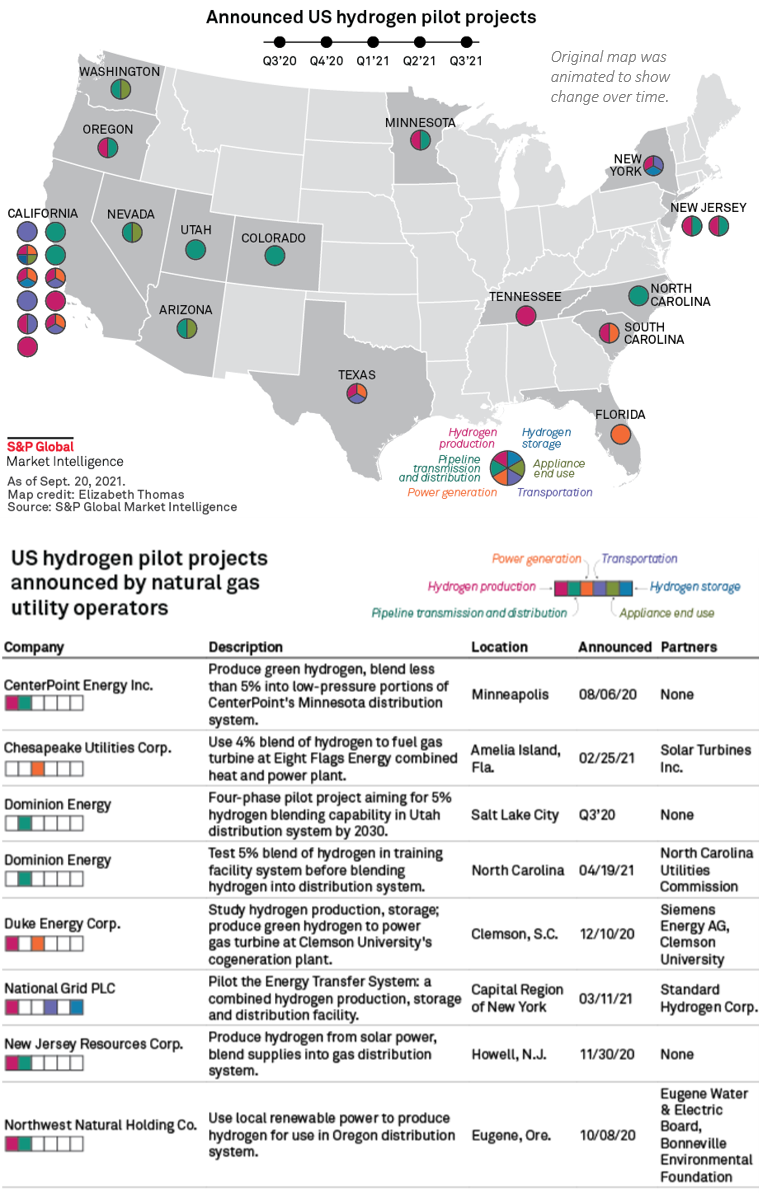 Announced US hydrogen pilot projects
Q3'20 Q4'20 Q1'21 Q2'21 Q3'21
Original map was
animated to show
change over time.
WASHINGTON
OREGON
MINNESOTA
NEW
YORK
CALIFORNIA
NEVADA
UTAH
COLORADO
NEW JERSEY
ARIZONA
TENNESSEE
NORTH
CAROLINA
SOUTH
CAROLINA
TEXAS
FLORIDA
Hydrogen
production
Hydrogen
storage
Pipeline
transmission
and distribution
Appliance
end use
Power generation
Transportation
S&P Global
Market Intelligence
As of Sept. 20, 2021.
Map credit: Elizabeth Thomas
Source: S&P Global Market Intelligence
US hydrogen pilot projects
announced by natural gas
utility operators
Power generation
Transportation
Hydrogen production
Hydrogen storage
Pipeline transmission and distribution
Appliance end use
Company Description Location Announced Partners
CenterPoint Energy Inc.
Produce green hydrogen, blend less
than 5% into low-pressure portions of
CenterPoint's Minnesota distribution
system.
Minneapolis
08/06/20
None
Chesapeake Utilities Corp.
Use 4% blend of hydrogen to fuel gas
turbine at Eight Flags Energy combined
heat and power plant.
Amelia Island,
Fla.
02/25/21
Solar Turbines
Inc.
Dominion Energy
Four-phase pilot project aiming for 5%
hydrogen blending capability in Utah
distribution system by 2030.
Salt Lake City
Q3'20
None
Dominion Energy
Test 5% blend of hydrogen in training
facility system before blending
hydrogen into distribution system.
North Carolina
04/19/21
North Carolina
Utilities
Commission
Duke Energy Corp.
Study hydrogen production, storage;
produce green hydrogen to power
gas turbine at Clemson University's
cogeneration plant.
Clemson, S.C.
12/10/20
Siemens
Energy AG,
Clemson
University
National Grid PLC
Pilot the Energy Transfer System: a
combined hydrogen production, storage
and distribution facility.
Capital Region
of New York
03/11/21
Standard
Hydrogen Corp.
New Jersey Resources Corp.
Produce hydrogen from solar power,
blend supplies into gas distribution
system.
Howell, N.J.
11/30/20
None
Northwest Natural Holding Co.
Use local renewable power to produce
hydrogen for use in Oregon distribution
system.
Eugene, Ore.
10/08/20
Eugene Water
& Electric
Board,
Bonneville
Environmental
Foundation